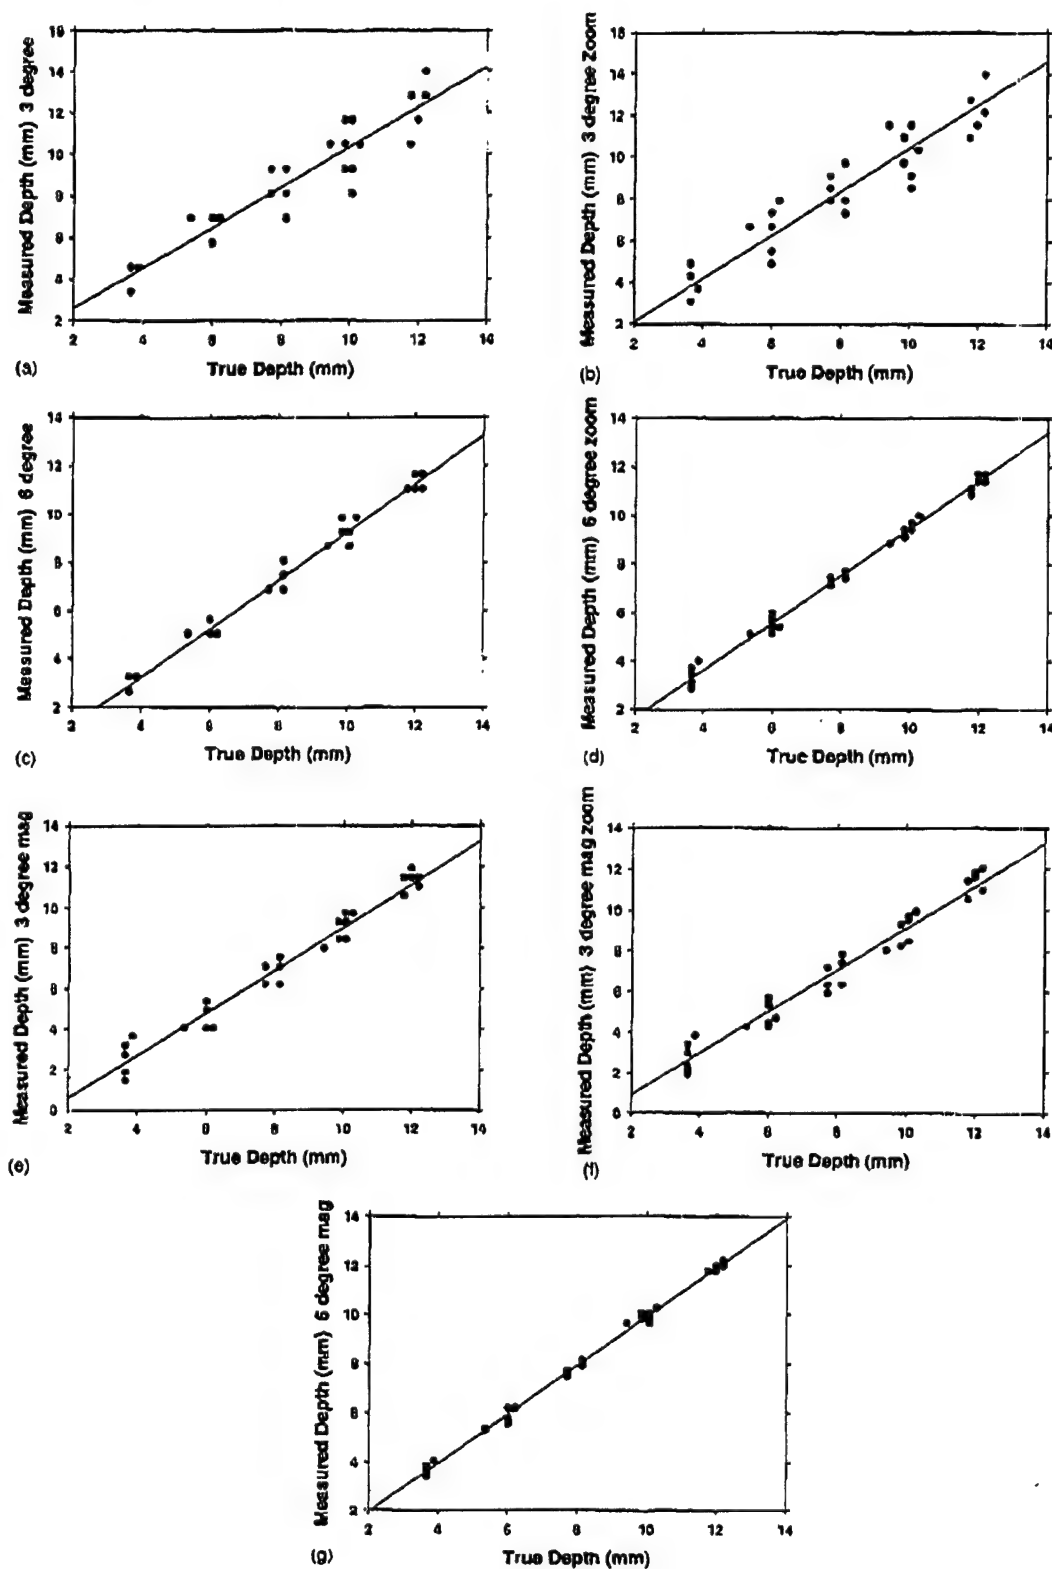 Measured Depth (mm) 3 degree
16
14
12
10
8
6
4
2
2 4 6 8 10 12 14
True Depth (mm)
(a)
Measured Depth (mm) 3 degree Zoom
16
14
12
10
8
6
4
2
2 4 6 8 10 12 14
True Depth (mm)
(b)
Measured Depth (mm) 6 degree
14
12
10
8
6
4
2
2 4 6 8 10 12 14
True Depth (mm)
(c)
Measured Depth (mm) 6 degree zoom
14
12
10
8
6
4
2
2 4 6 8 10 12 14
True Depth (mm)
(d)
Measured Depth (mm) 3 degree mag
14
12
10
8
6
4
2
0
2 4 6 8 10 12 14
True Depth (mm)
(e)
Measured Depth (mm) 3 degree mag zoom
14
12
10
8
6
4
2
0
2 4 6 8 10 12 14
True Depth (mm)
(f)
Measured Depth (mm) 6 degree mag
14
12
10
8
6
4
2
2 4 6 8 10 12 14
True Depth (mm)
(g)